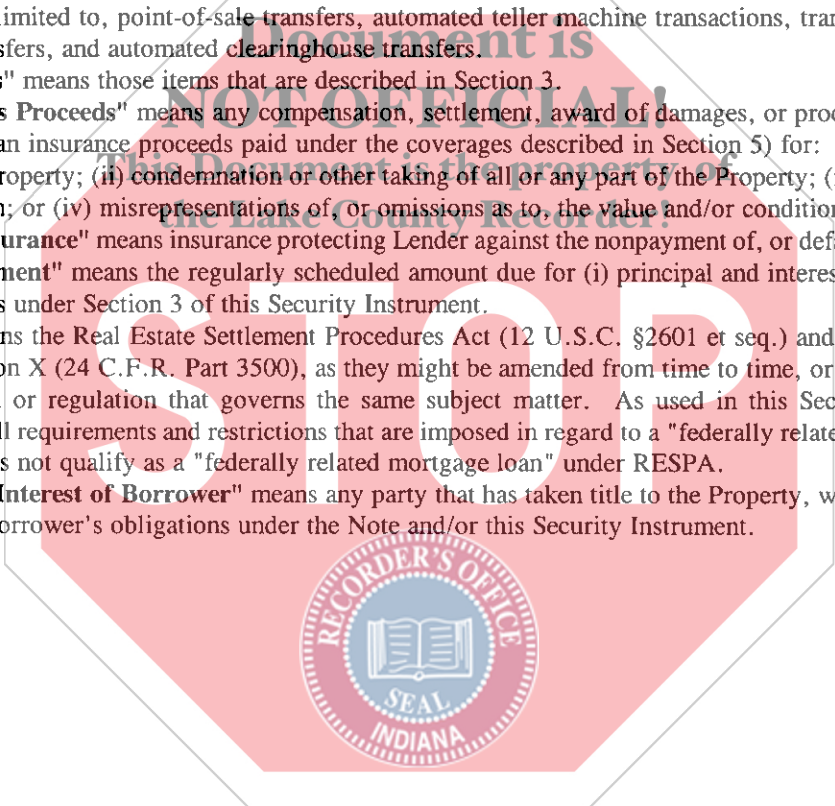 imited to, point-of-sale transfers, automated teller machine transactions, tran
sfers, and automated clearinghouse transfers.
Document is
s" means those items that are described in Section 3.
NOT OFFICIAL!
s Proceeds" means any compensation, settlement, award of damages, or proc
an insurance proceeds paid under the coverages described in Section 5) for:
This Document is the property of
roperty; (ii) condemnation or other taking of all or any part of the Property; (
n; or (iv) misrepresentations of, or omissions as to, the value and/or condition
the Lake County Recorder!
urance" means insurance protecting Lender against the nonpayment of, or defa
ment" means the regularly scheduled amount due for (i) principal and interes
s under Section 3 of this Security Instrument.
STOP
ns the Real Estate Settlement Procedures Act (12 U.S.C. §2601 et seq.) and
on X (24 C.F.R. Part 3500), as they might be amended from time to time, or
or regulation that governs the same subject matter. As used in this Sec
ll requirements and restrictions that are imposed in regard to a "federally relate
s not qualify as a "federally related mortgage loan" under RESPA.
Interest of Borrower" means any party that has taken title to the Property, w
orrower's obligations under the Note and/or this Security Instrument.
RECORDER'S OFFICE
SEAL
INDIANA